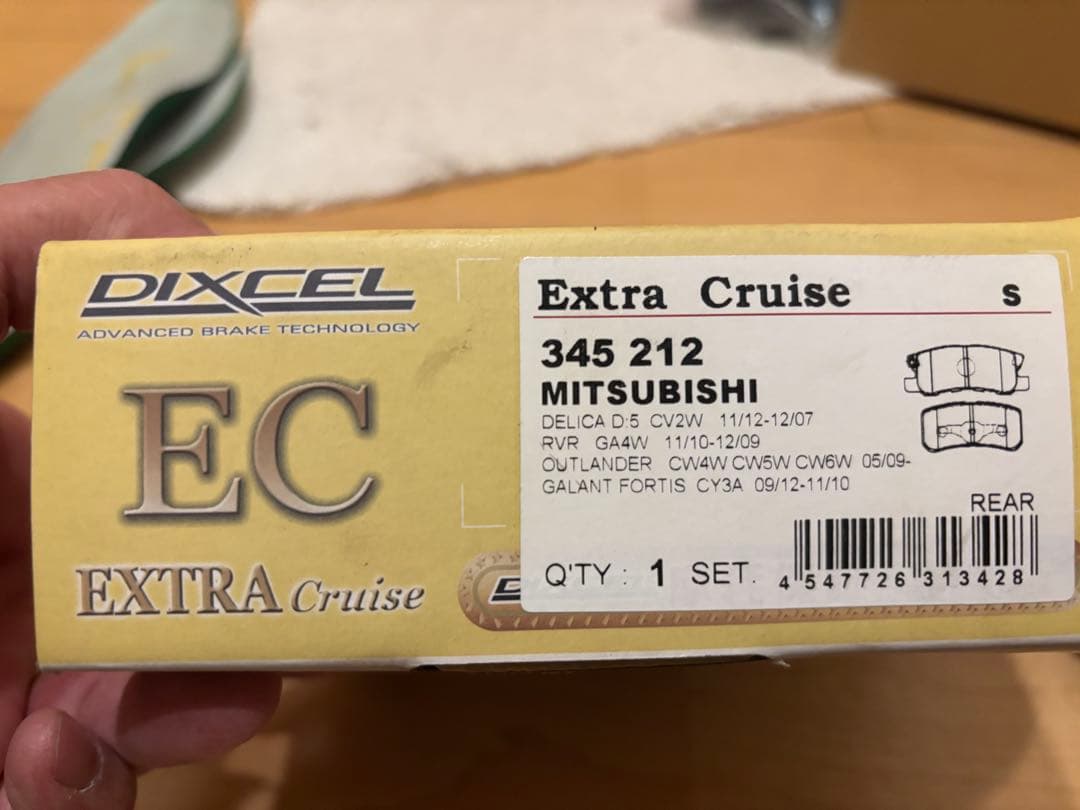 DIXCEL
ADVANCED BRAKE TECHNOLOGY
EC
EXTRA Cruise
Extra Cruise S
345 212
MITSUBISHI
DELICA D:5 CV2W 11/12-12/07
RVR GA4W 11/10-12/09
OUTLANDER CW4W CW5W CW6W 05/09-
GALANT FORTIS CY3A 09/12-11/10
REAR
Q'TY : 1 SET.
4 547726 313428